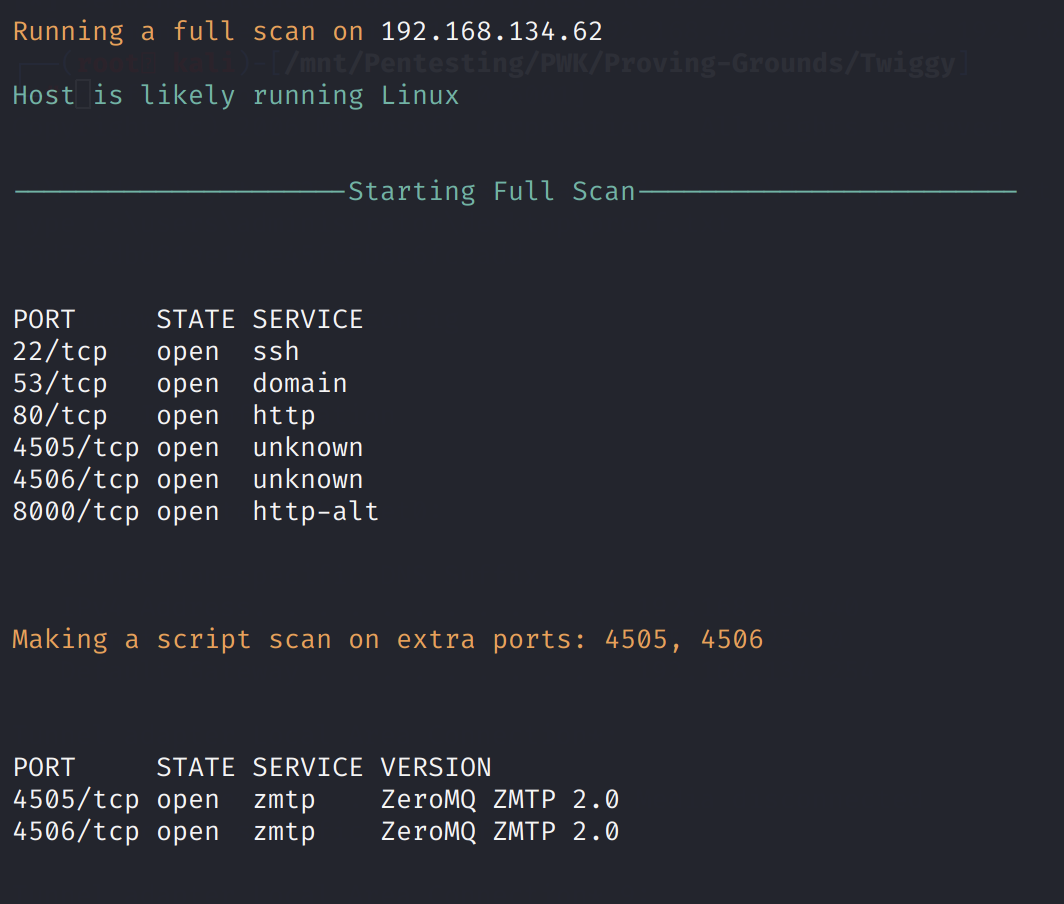 Running a full scan on 192.168.134.62
[/mnt/Pentesting/PWK/Proving-Grounds/Twiggy]
Host is likely running Linux
Starting Full Scan
PORT     STATE SERVICE
22/tcp   open  ssh
53/tcp   open  domain
80/tcp   open  http
4505/tcp open  unknown
4506/tcp open  unknown
8000/tcp open  http-alt
Making a script scan on extra ports: 4505, 4506
PORT     STATE SERVICE VERSION
4505/tcp open  zmtp    ZeroMQ ZMTP 2.0
4506/tcp open  zmtp    ZeroMQ ZMTP 2.0